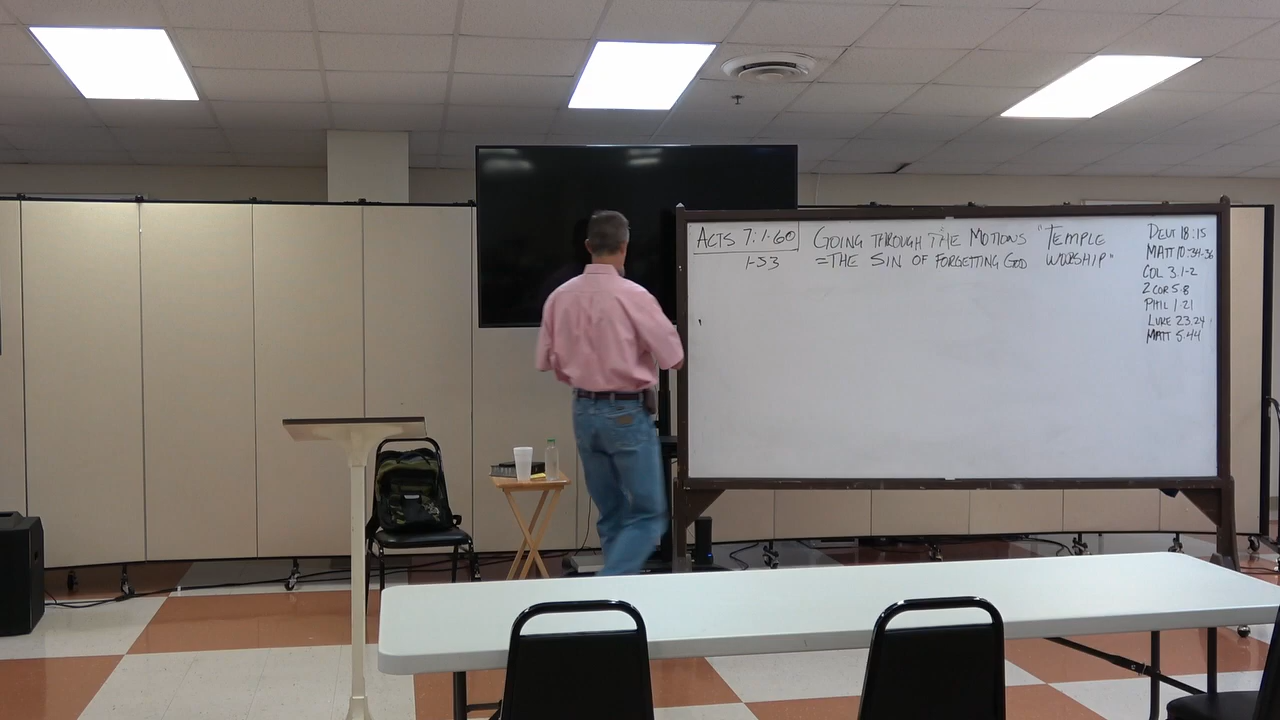 ACTS 7:1-60
1-53
GOING THROUGH THE MOTIONS "TEMPLE
=THE SIN OF FORGETTING GOD WORSHIP"
DEUT 18:15
MATT 10:34-36
COL 3:1-2
2 COR 5:8
PHIL 1:21
LUKE 23:24
MATT 5:44